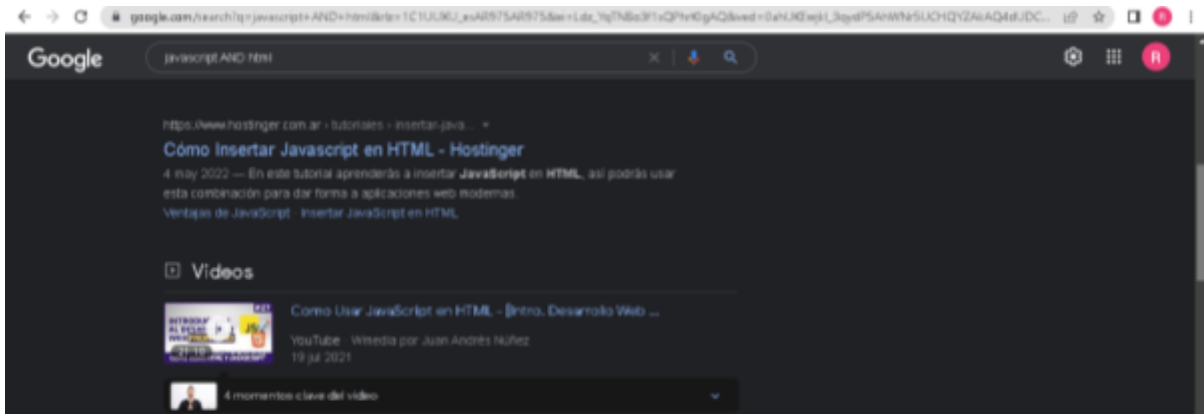 Google
javascript AND html
R
https://www.hostinger.com.ar › tutoriales › insertar-java...
Cómo Insertar Javascript en HTML - Hostinger
4 may 2022 — En este tutorial aprenderás a insertar JavaScript en HTML, así podrás usar
esta combinación para dar forma a aplicaciones web modernas.
Ventajas de JavaScript · Insertar JavaScript en HTML
Videos
Como Usar JavaScript en HTML - [Intro. Desarrollo Web ...
YouTube · Wmedia por Juan Andrés Núñez
19 jul 2021
21:10
4 momentos clave del video